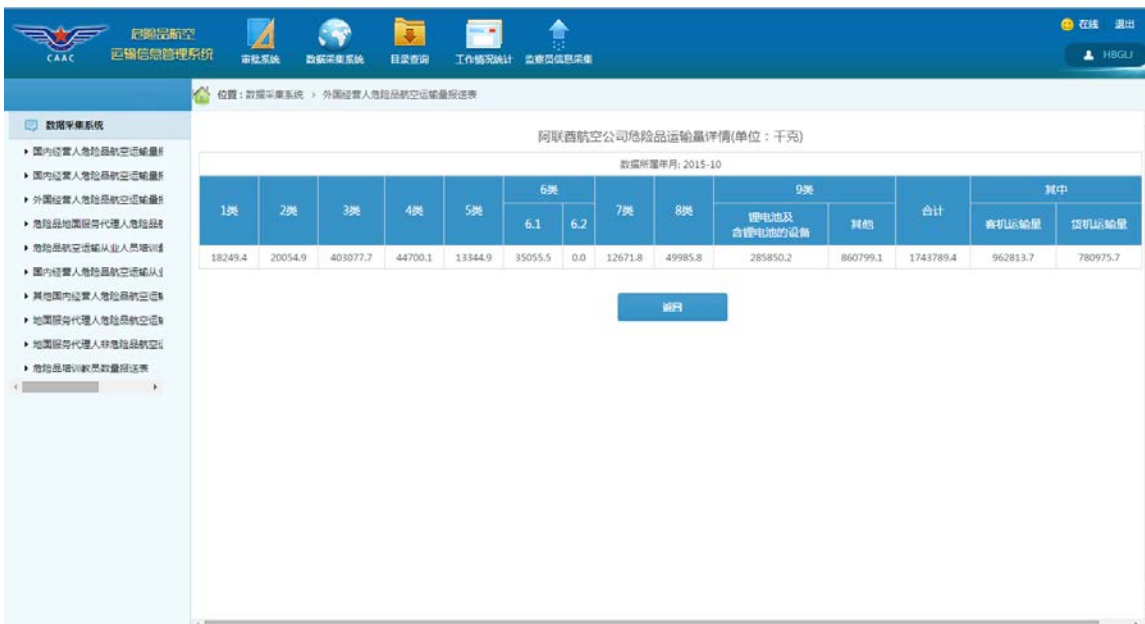 危险品航空
运输信息管理系统
CAAC
审批系统
数据采集系统
目录查询
工作情况统计
监察员信息采集
在线 退出
HBGLJ
位置：数据采集系统 › 外国经营人危险品航空运输量报送表
数据采集系统
国内经营人危险品航空运输量
国内经营人危险品航空运输量
外国经营人危险品航空运输量
危险品地面服务代理人危险品
危险品航空运输从业人员培训
国内经营人危险品航空运输从
其他国内经营人危险品航空运
地面服务代理人危险品航空运
地面服务代理人非危险品航空
危险品培训教员数量报送表
阿联酋航空公司危险品运输量详情(单位：千克)
数据所属年月: 2015-10
1类 2类 3类 4类 5类 6类 7类 8类 9类 合计 其中
6.1 6.2 锂电池及 其他 客机运输量 货机运输量
含锂电池的设备
18249.4 20054.9 403077.7 44700.1 13344.9 35055.5 0.0 12671.8 49985.8 285850.2 860799.1 1743789.4 962813.7 780975.7
返回